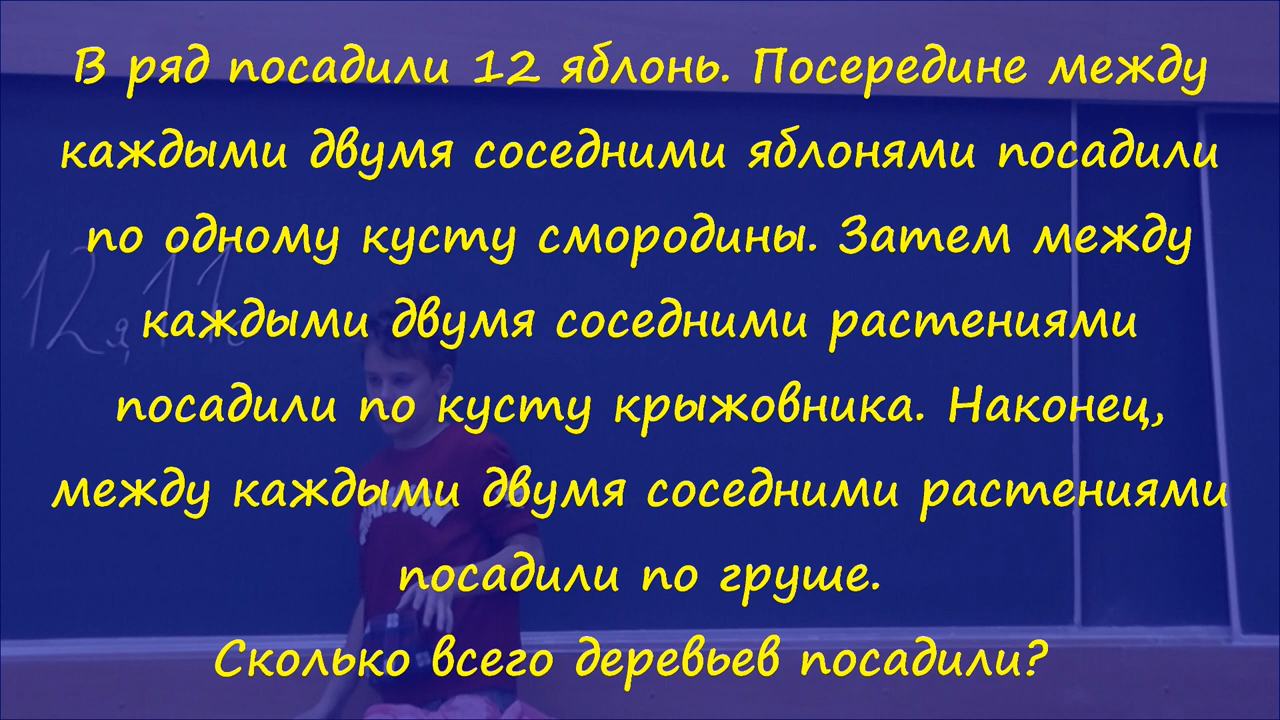 В ряд посадили 12 яблонь. Посередине между
каждыми двумя соседними яблонями посадили
по одному кусту смородины. Затем между
каждыми двумя соседними растениями
посадили по кусту крыжовника. Наконец,
между каждыми двумя соседними растениями
посадили по груше.
Сколько всего деревьев посадили?